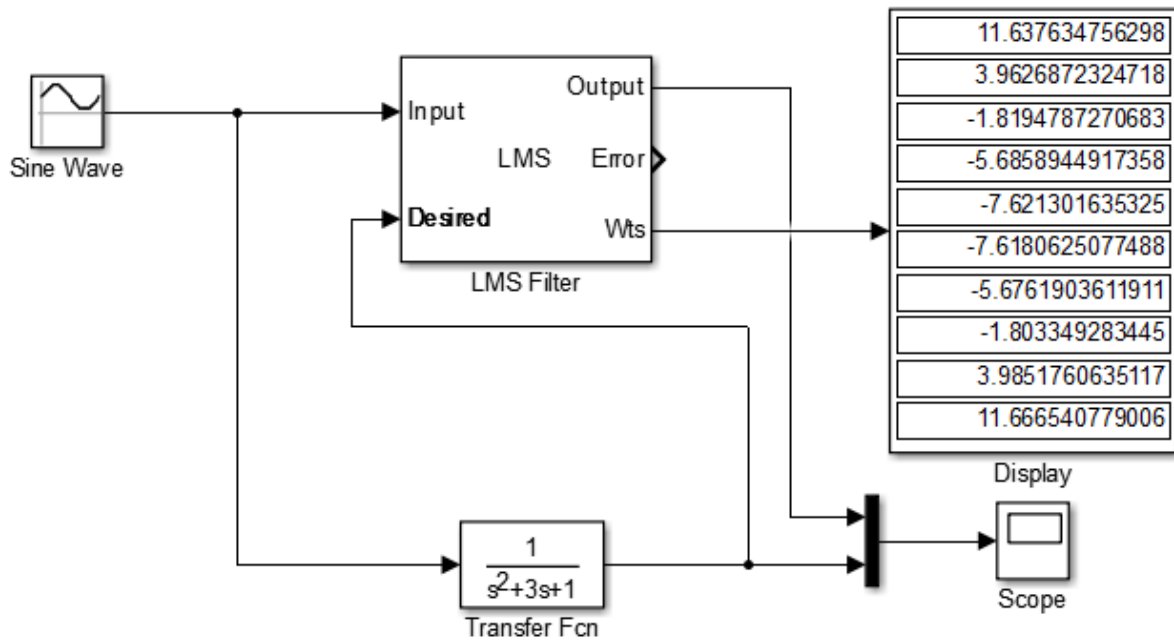 Sine Wave
Input
Desired
LMS
Output
Error
Wts
LMS Filter
11.637634756298
3.9626872324718
-1.8194787270683
-5.6858944917358
-7.621301635325
-7.6180625077488
-5.6761903611911
-1.803349283445
3.9851760635117
11.666540779006
Display
1
s²+3s+1
Transfer Fcn
Scope